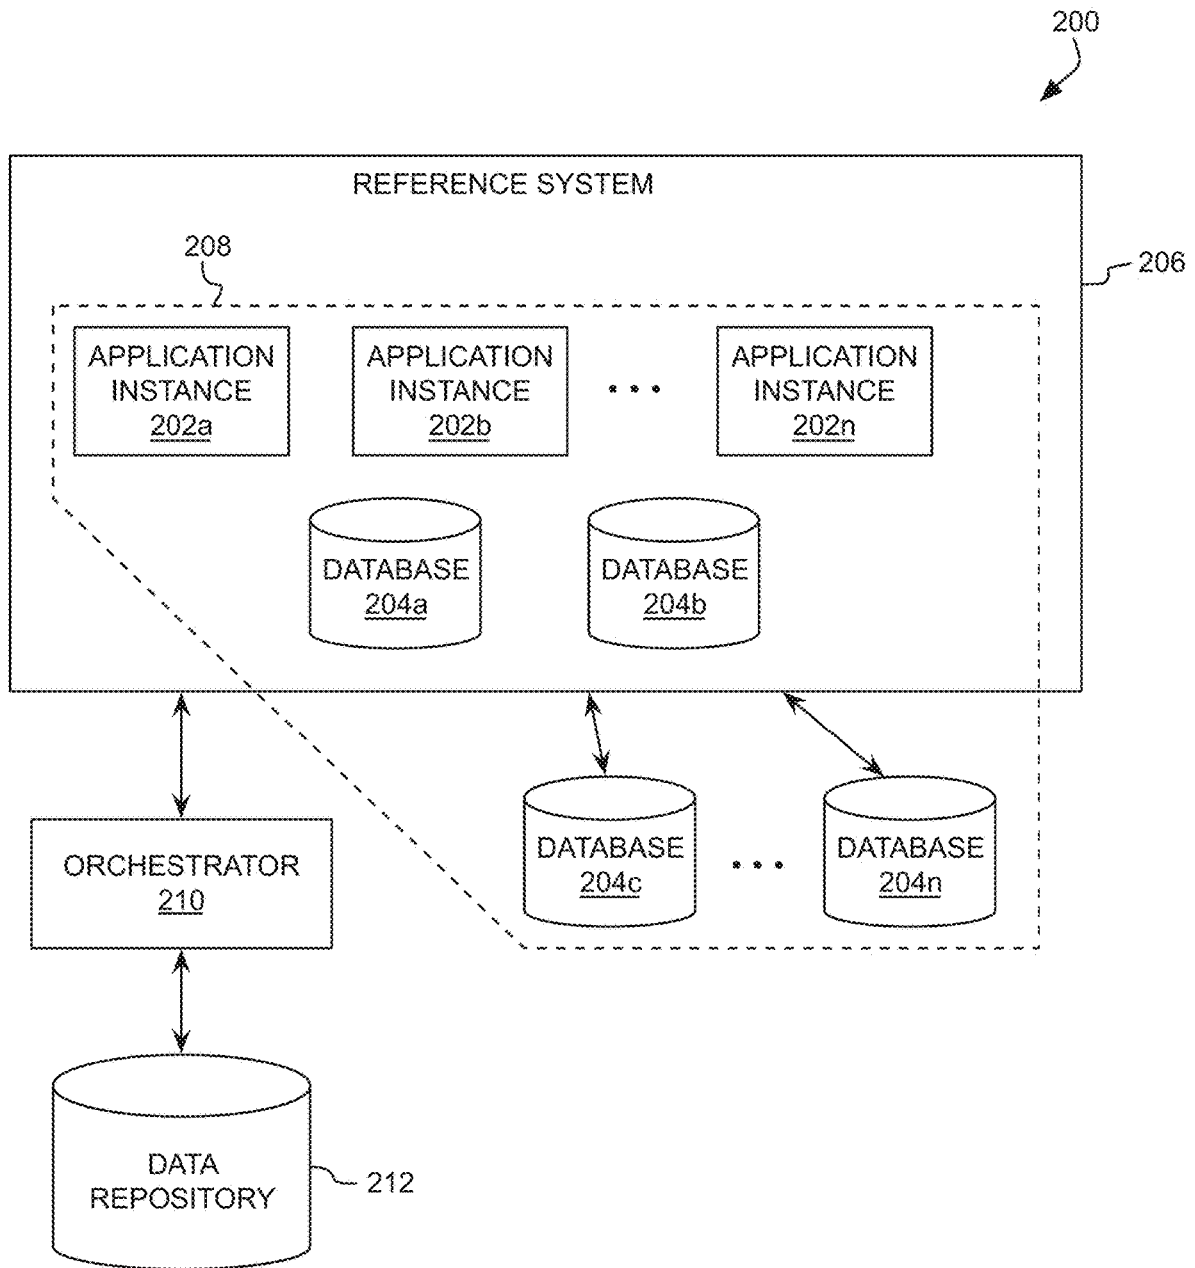 200
REFERENCE SYSTEM
208
206
APPLICATION
INSTANCE
202a
APPLICATION
INSTANCE
202b
• • •
APPLICATION
INSTANCE
202n
DATABASE
204a
DATABASE
204b
ORCHESTRATOR
210
DATABASE
204c
• • •
DATABASE
204n
DATA
REPOSITORY
212